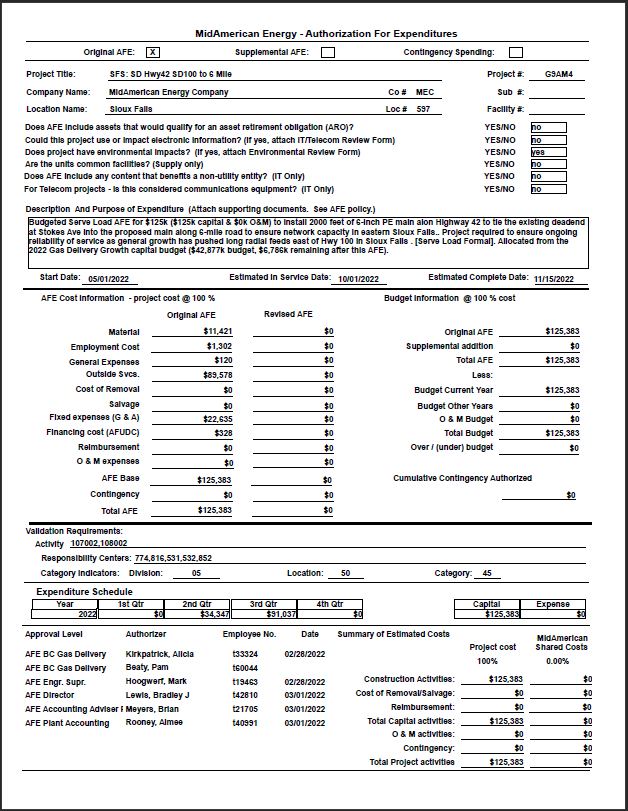 MidAmerican Energy - Authorization For Expenditures
Original AFE: X Supplemental AFE: Contingency Spending:
Project Title: SFS: SD Hwy42 SD100 to 6 Mile Project #: G9AM4
Company Name: MidAmerican Energy Company Co # MEC Sub #:
Location Name: Sioux Falls Loc # 597 Facility #:
Does AFE include assets that would qualify for an asset retirement obligation (ARO)? YES/NO no
Could this project use or impact electronic information? (If yes, attach IT/Telecom Review Form) YES/NO no
Does project have environmental impacts? (If yes, attach Environmental Review Form) YES/NO yes
Are the units common facilities? (Supply only) YES/NO no
Does AFE include any content that benefits a non-utility entity? (IT Only) YES/NO no
For Telecom projects - is this considered communications equipment? (IT Only) YES/NO no
Description And Purpose of Expenditure (Attach supporting documents. See AFE policy.)
Budgeted Serve Load AFE for $125k ($125k capital & $0k O&M) to install 2000 feet of 6-inch PE main alon Highway 42 to tie the existing deadend
at Stokes Ave into the proposed main along 6-mile road to ensure network capacity in eastern Sioux Falls.. Project required to ensure ongoing
reliability of service as general growth has pushed long radial feeds east of Hwy 100 in Sioux Falls . [Serve Load Formal]. Allocated from the
2022 Gas Delivery Growth capital budget ($42,877k budget, $6,786k remaining after this AFE).
Start Date: 05/01/2022 Estimated In Service Date: 10/01/2022 Estimated Complete Date: 11/15/2022
AFE Cost Information - project cost @ 100 % Budget Information @ 100 % cost
Original AFE Revised AFE
Material $11,421 $0 Original AFE $125,383
Employment Cost $1,302 $0 Supplemental addition $0
General Expenses $120 $0 Total AFE $125,383
Outside Svcs. $89,578 $0 Less:
Cost of Removal $0 $0 Budget Current Year $125,383
Salvage $0 $0 Budget Other Years $0
Fixed expenses (G & A) $22,635 $0 O & M Budget $0
Financing cost (AFUDC) $328 $0 Total Budget $125,383
Reimbursement $0 $0 Over / (under) budget $0
O & M expenses $0 $0
AFE Base $125,383 $0 Cumulative Contingency Authorized
Contingency $0 $0 $0
Total AFE $125,383 $0
Validation Requirements:
Activity 107002,108002
Responsibility Centers: 774,816,531,532,852
Category Indicators: Division: 05 Location: 50 Category: 45
Expenditure Schedule
Year 1st Qtr 2nd Qtr 3rd Qtr 4th Qtr Capital Expense
2022 $0 $34,347 $91,037 $0 $125,383 $0
Approval Level Authorizer Employee No. Date Summary of Estimated Costs
Project cost MidAmerican Shared Costs
100% 0.00%
AFE BC Gas Delivery Kirkpatrick, Alicia t33324 02/28/2022
AFE BC Gas Delivery Beaty, Pam t60044
AFE Engr. Supr. Hoogwerf, Mark t19463 02/28/2022 Construction Activities: $125,383 $0
AFE Director Lewis, Bradley J t42810 03/01/2022 Cost of Removal/Salvage: $0 $0
AFE Accounting Adviser Meyers, Brian t21705 03/01/2022 Reimbursement: $0 $0
AFE Plant Accounting Rooney, Aimee t40991 03/01/2022 Total Capital activities: $125,383 $0
O & M activities: $0 $0
Contingency: $0 $0
Total Project activities $125,383 $0